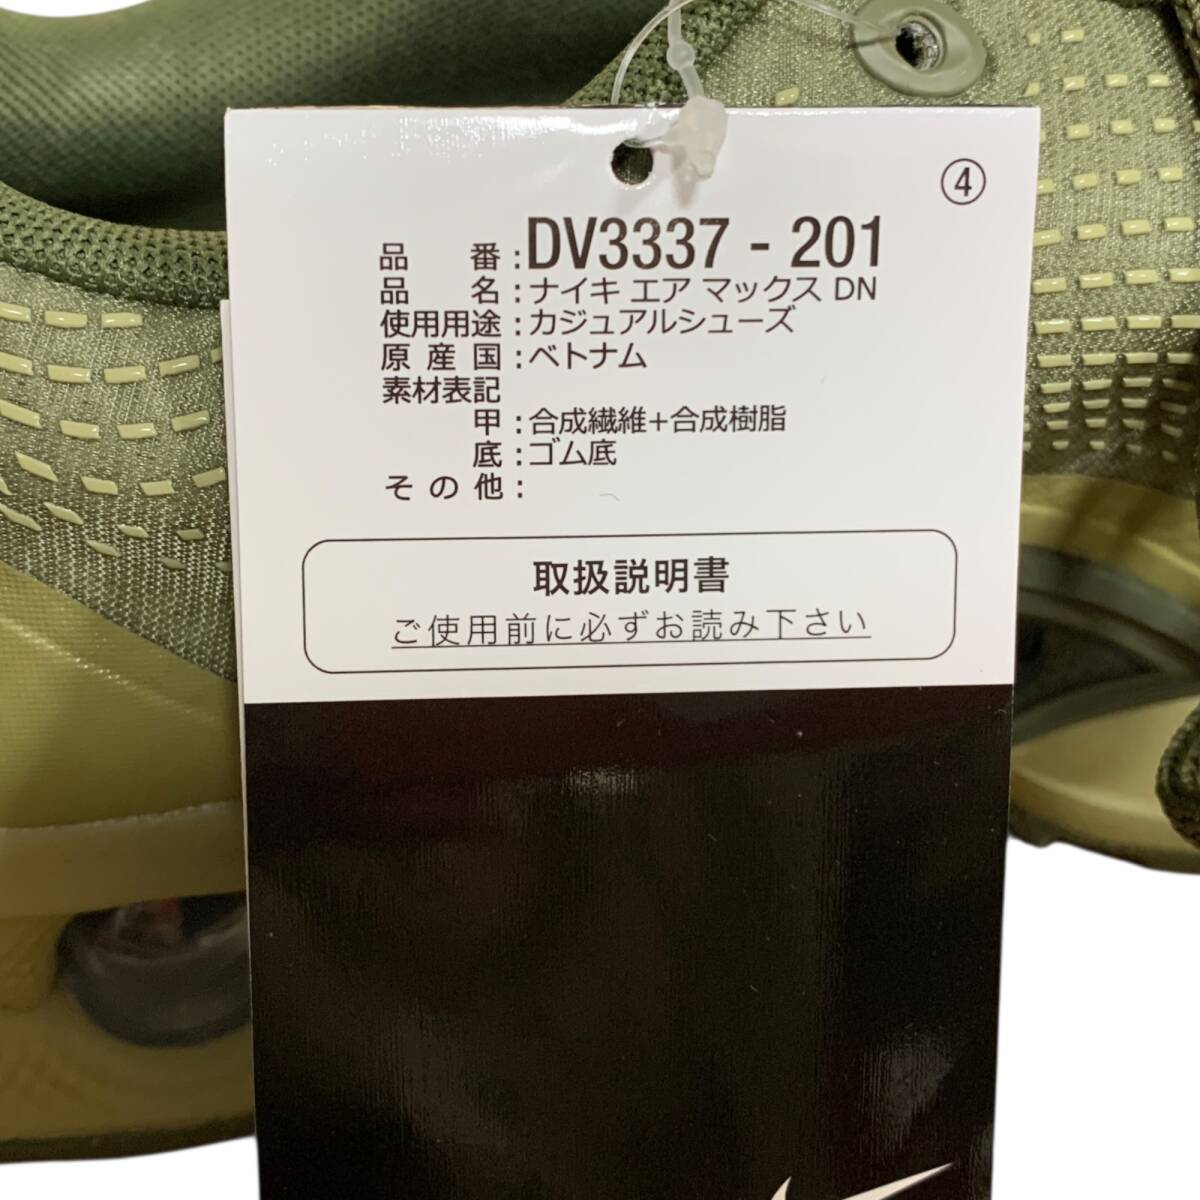 ④
品番:DV3337 - 201
品名:ナイキ エア マックス DN
使用用途:カジュアルシューズ
原産国:ベトナム
素材表記
甲:合成繊維+合成樹脂
底:ゴム底
その他:
取扱説明書
ご使用前に必ずお読み下さい